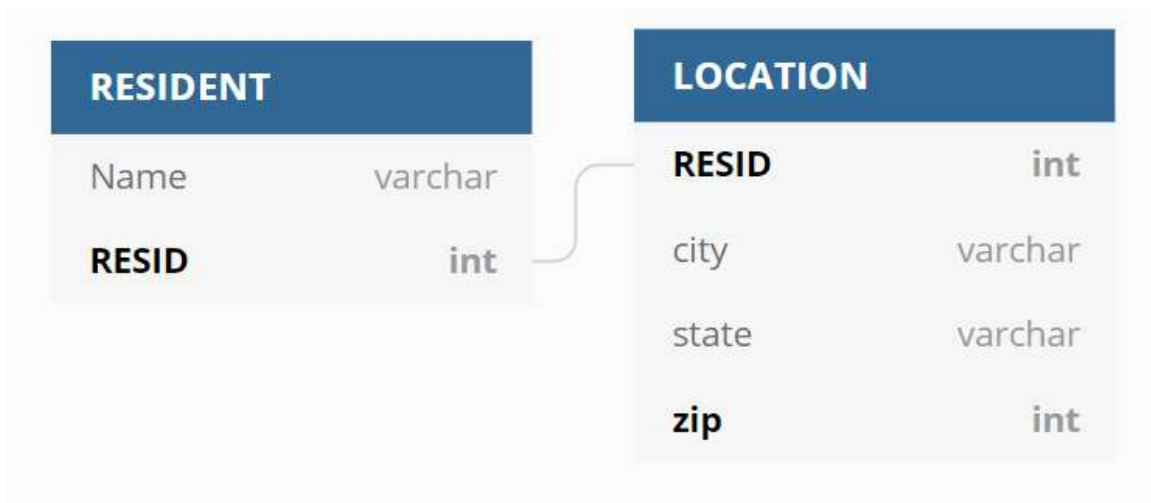 RESIDENT
Name varchar
RESID int
LOCATION
RESID int
city varchar
state varchar
zip int